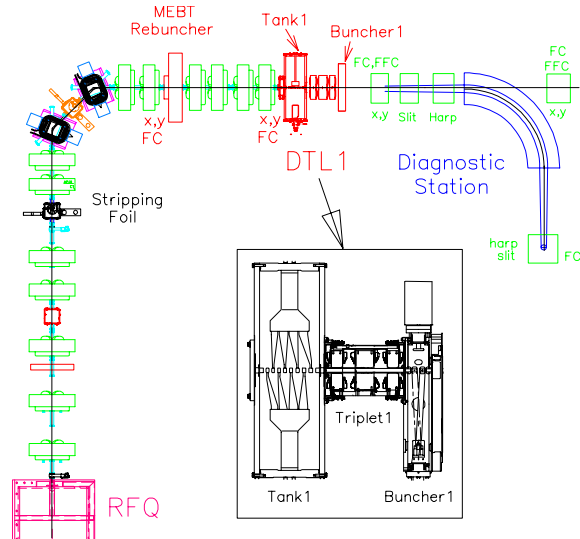 MEBT
Rebuncher
Tank1
Buncher1
FC,FFC
FC
FFC
x,y
FC
x,y
FC
x,y
Slit
Harp
x,y
DTL1
Diagnostic
Station
Stripping
Foil
harp
slit
FC
Triplet1
Tank1
Buncher1
RFQ